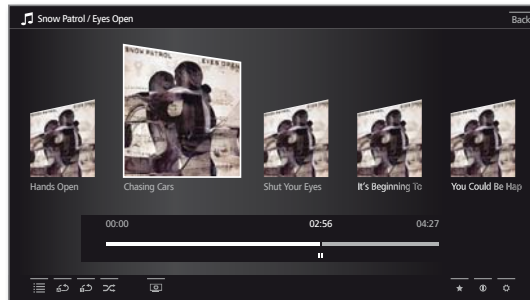 Snow Patrol / Eyes Open
Back
SNOW PATROL EYES OPEN
Hands Open
Chasing Cars
Shut Your Eyes
It's Beginning To
You Could Be Hap
00:00 02:56 04:27